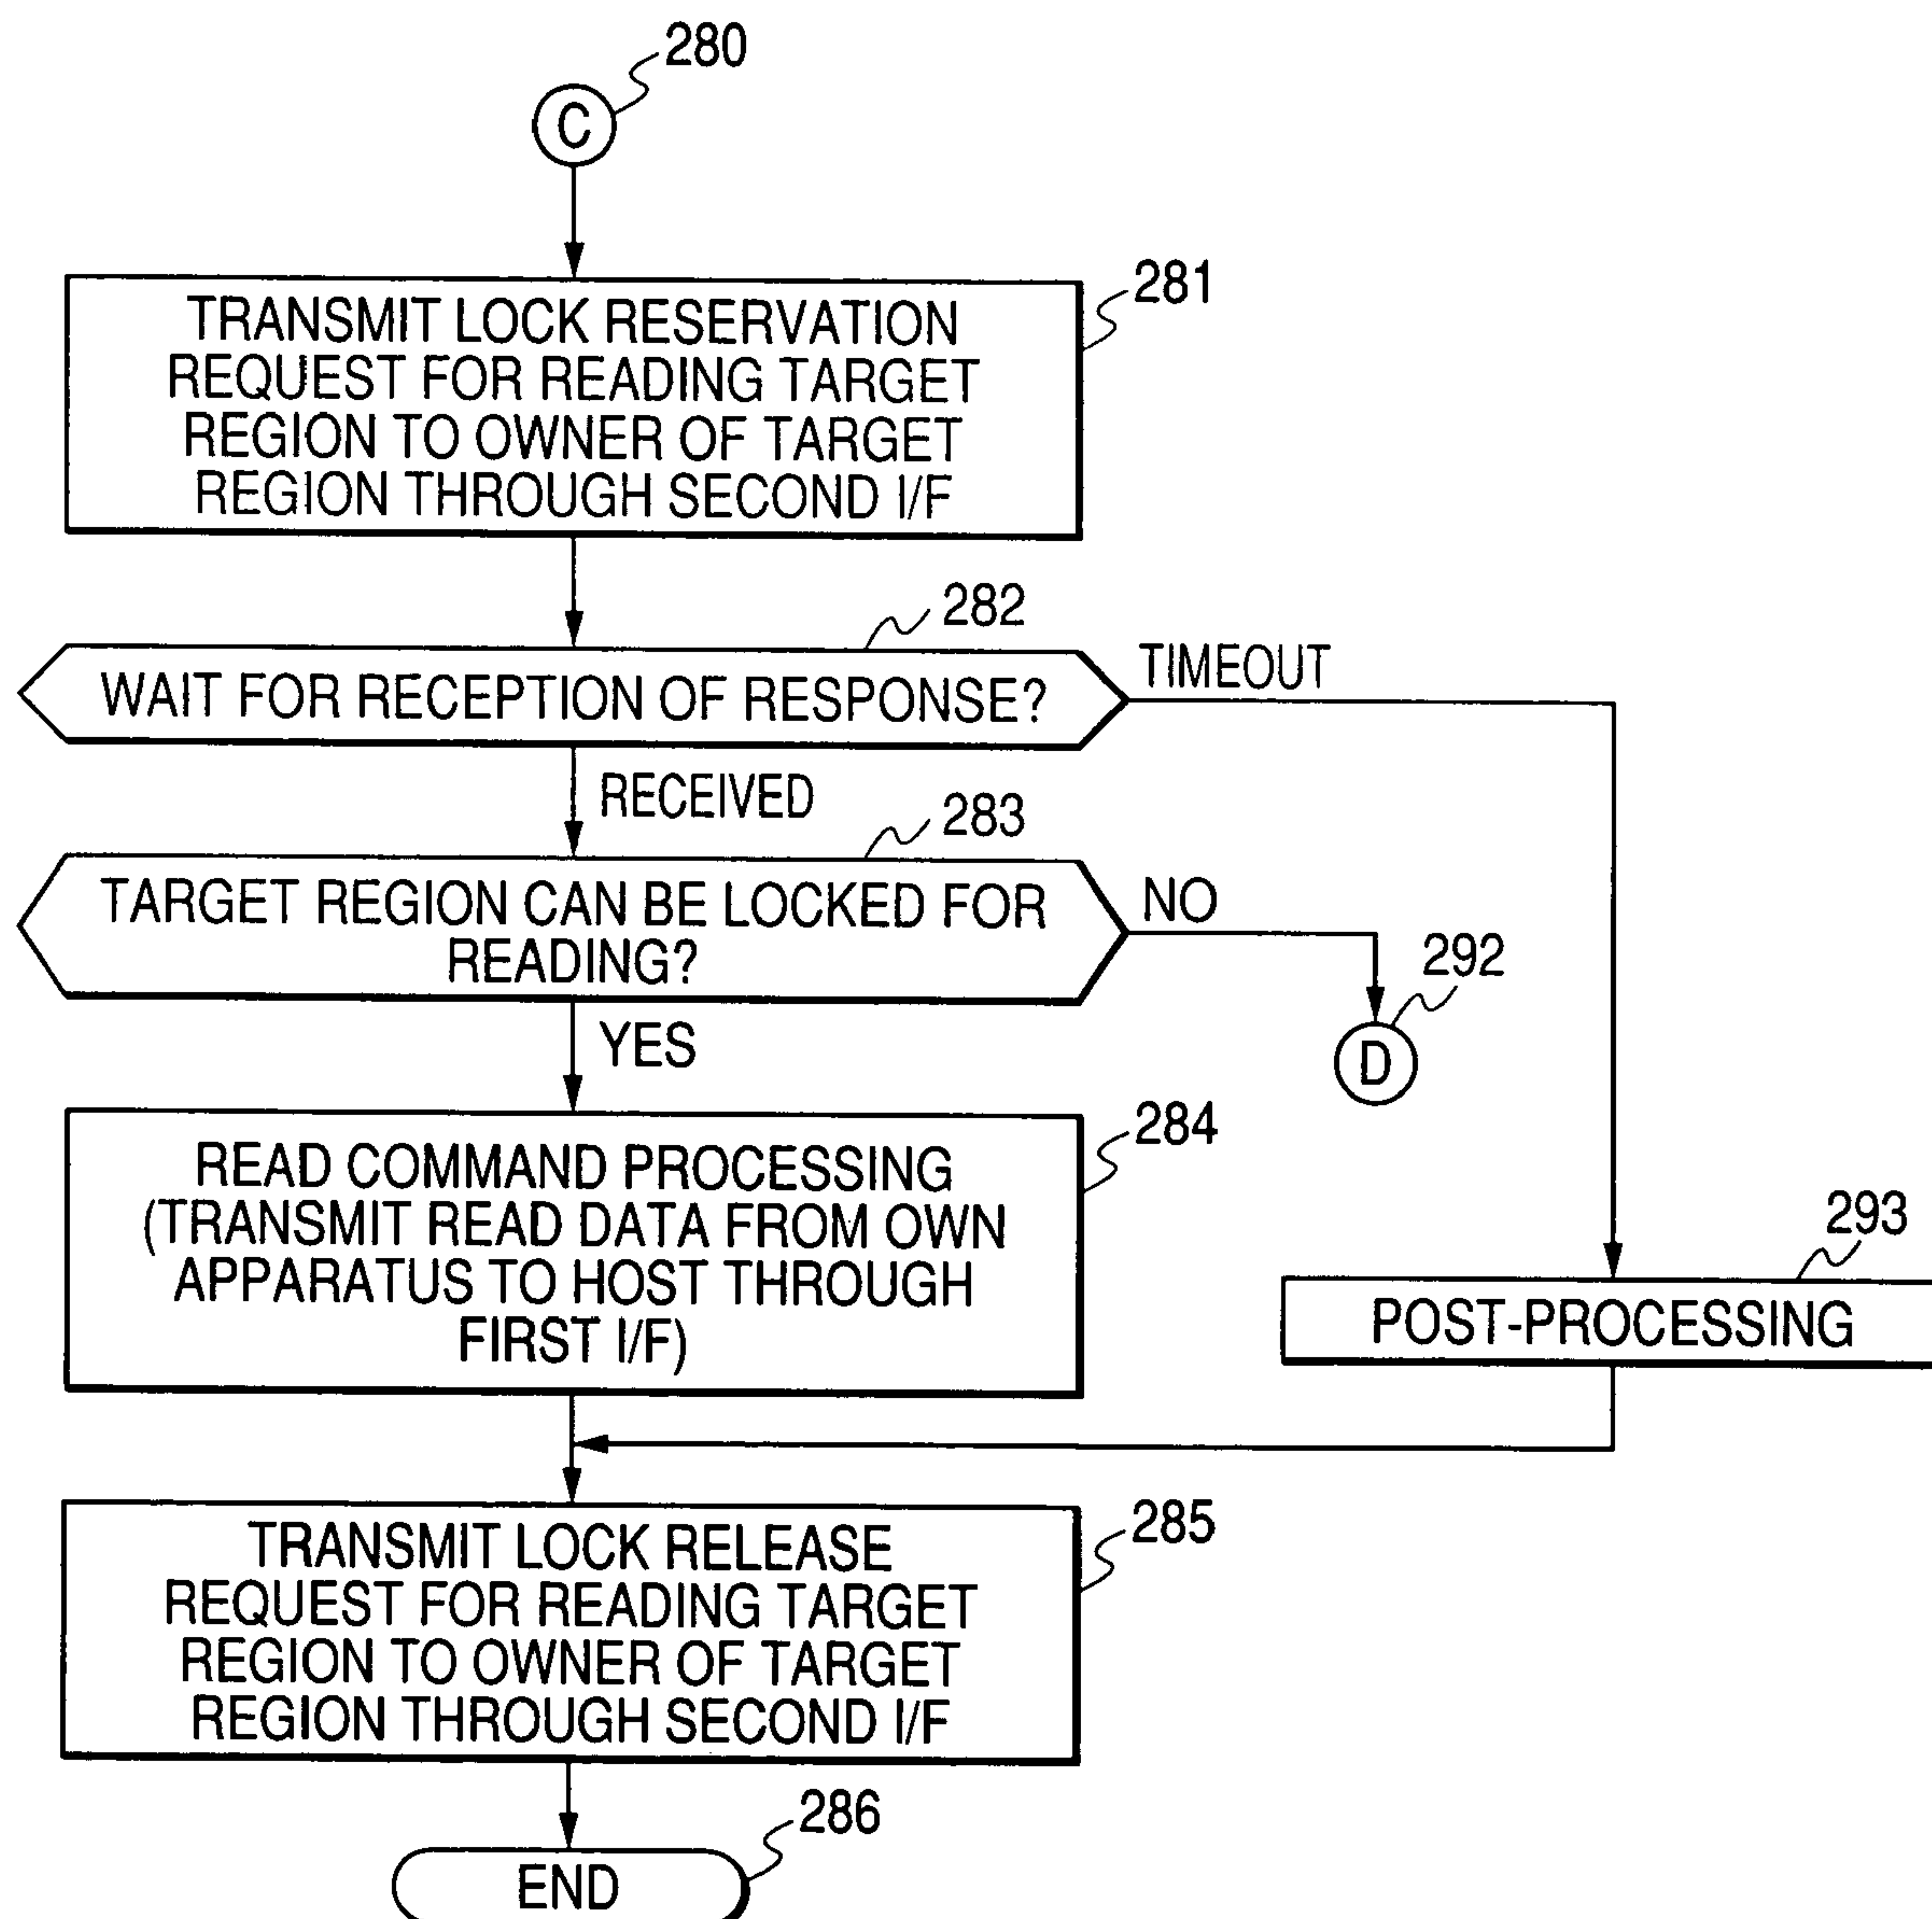 280
C
281
TRANSMIT LOCK RESERVATION
REQUEST FOR READING TARGET
REGION TO OWNER OF TARGET
REGION THROUGH SECOND I/F
282
WAIT FOR RECEPTION OF RESPONSE?
TIMEOUT
RECEIVED
283
TARGET REGION CAN BE LOCKED FOR
READING?
NO
292
D
YES
284
READ COMMAND PROCESSING
(TRANSMIT READ DATA FROM OWN
APPARATUS TO HOST THROUGH
FIRST I/F)
293
POST-PROCESSING
285
TRANSMIT LOCK RELEASE
REQUEST FOR READING TARGET
REGION TO OWNER OF TARGET
REGION THROUGH SECOND I/F
286
END